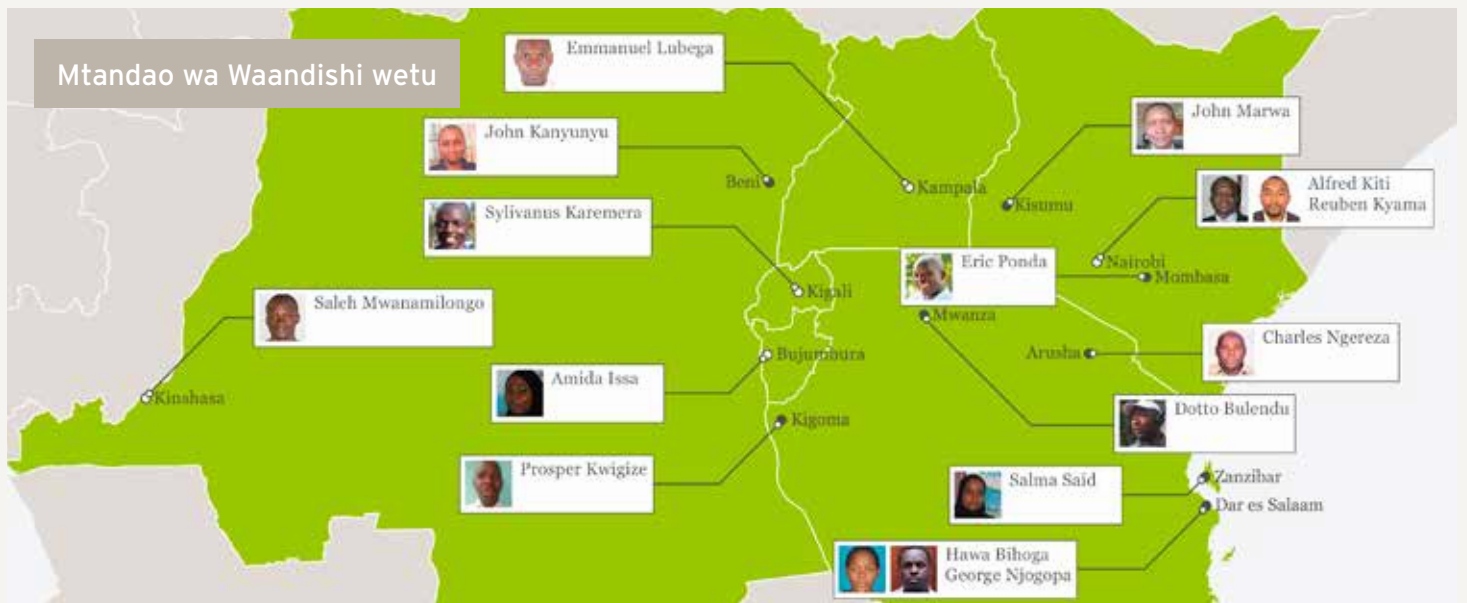 Mtandao wa Waandishi wetu
Emmanuel Lubega
John Kanyunyu
John Marwa
Beni
Kampala
Kisumu
Alfred Kiti
Reuben Kyama
Sylivanus Karemera
Eric Ponda
Nairobi
Mombasa
Saleh Mwanamilongo
Kigali
Mwanza
Charles Ngereza
Bujumbura
Arusha
Amida Issa
Kinshasa
Dotto Bulendu
Kigoma
Prosper Kwigize
Salma Said
Zanzibar
Dar es Salaam
Hawa Bihoga
George Njogopa